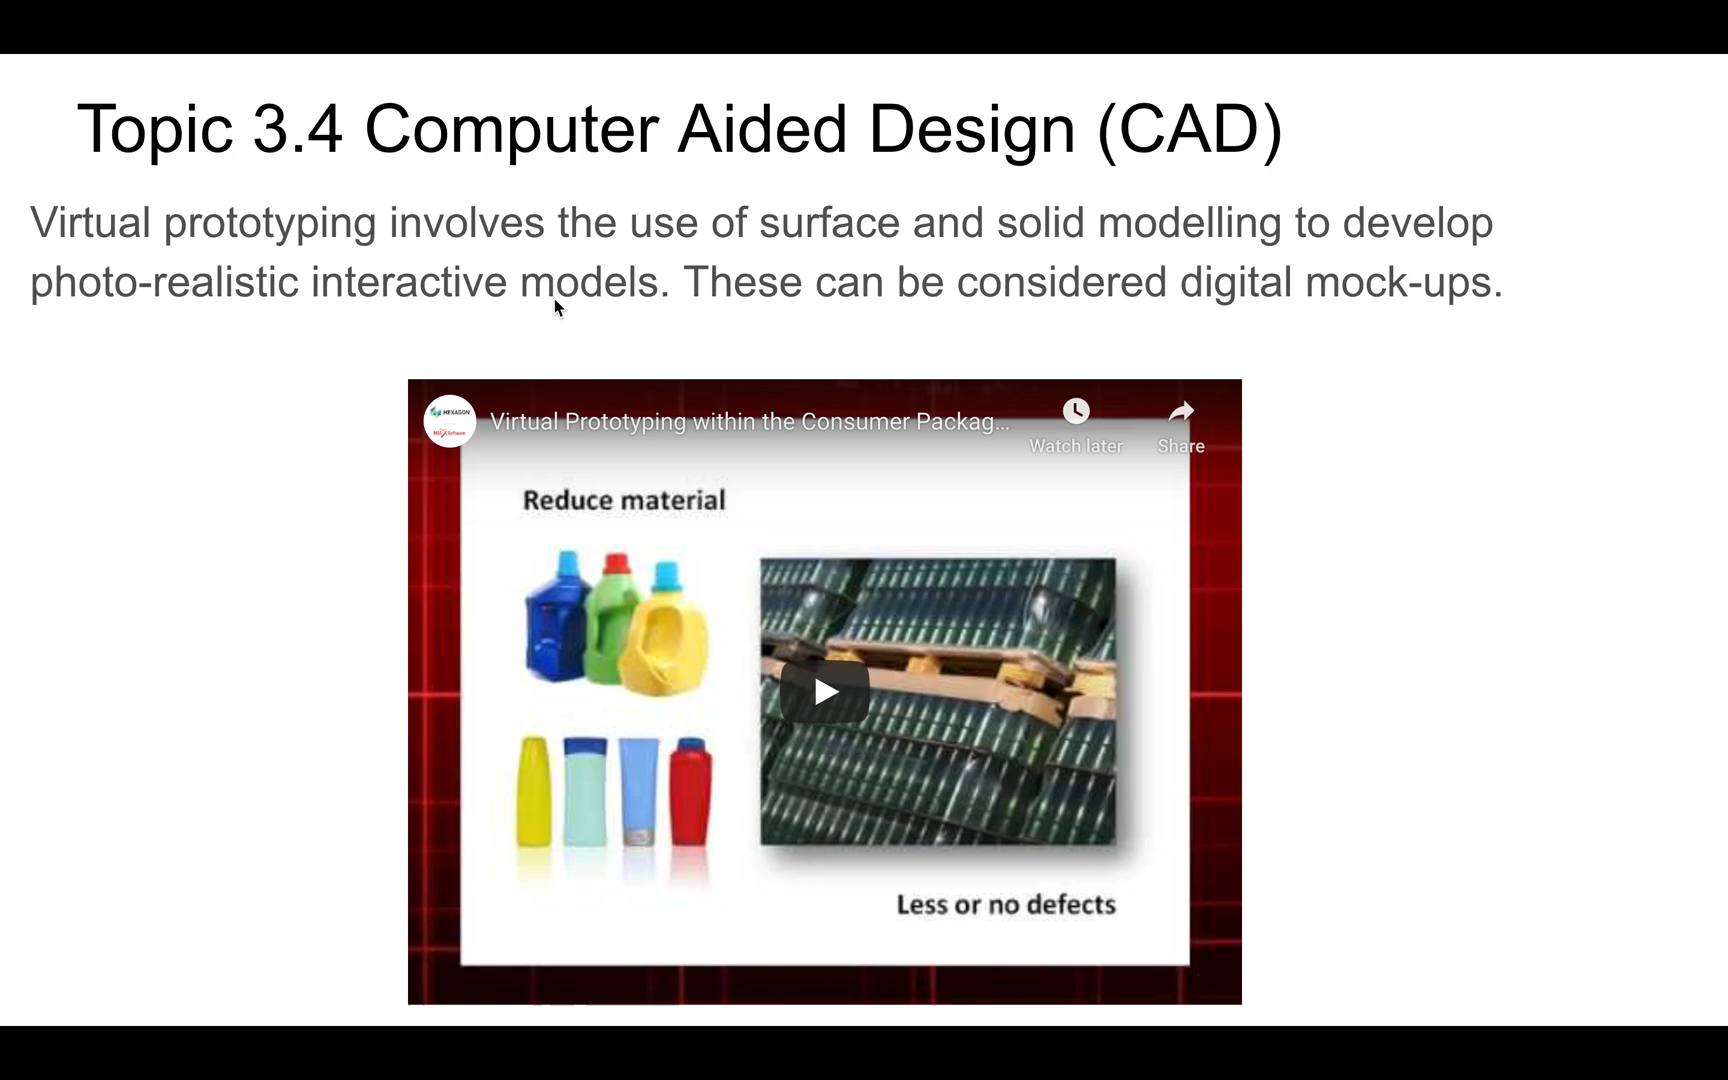 Topic 3.4 Computer Aided Design (CAD)
Virtual prototyping involves the use of surface and solid modelling to develop
photo-realistic interactive models. These can be considered digital mock-ups.
HEXAGON
Software
Virtual Prototyping within the Consumer Packag...
Watch later
Share
Reduce material
Less or no defects